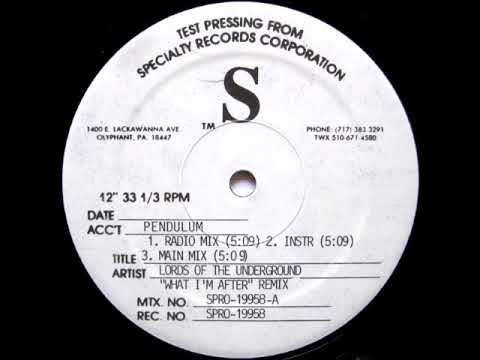 TEST PRESSING FROM
SPECIALTY RECORDS CORPORATION
S
TM
1400 E. LACKAWANNA AVE.
OLYPHANT, PA. 18447
PHONE: (717) 383 3291
TWX 510-671-4580
12" 33 1/3 RPM
DATE
ACC'T PENDULUM
1. RADIO MIX (5:09) 2. INSTR (5:09)
TITLE 3. MAIN MIX (5:09)
ARTIST LORDS OF THE UNDERGROUND
"WHAT I'M AFTER" REMIX
MTX. NO. SPRO-19958-A
REC. NO. SPRO-19958